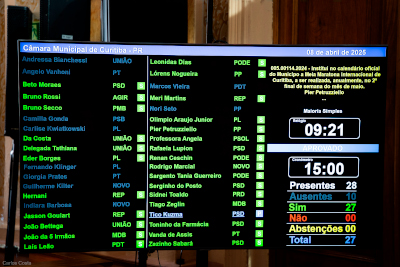 Câmara Municipal de Curitiba - PR
08 de abril de 2025
Andressa Bianchessi UNIÃO
Angelo Vanhoni PT
Beto Moraes PSD S
Bruno Rossi AGIR S
Bruno Secco PMB S
Camilla Gonda PSB
Carlise Kwiatkowski PL
Da Costa UNIÃO S
Delegada Tathiana UNIÃO S
Eder Borges PL S
Fernando Klinger PL
Giorgia Prates PT
Guilherme Kilter NOVO
Hernani REP S
Indiara Barbosa NOVO
Jasson Goulart REP S
João Bettega UNIÃO S
João da 5 Irmãos MDB S
Laís Leão PDT S
Leonidas Dias PODE S
Lórens Nogueira PP S
Marcos Vieira PDT
Meri Martins REP S
Nori Seto PP
Olimpio Araujo Junior PL S
Pier Petruzziello PP S
Professora Angela PSOL S
Rafaela Lupion PSD S
Renan Ceschin PODE S
Rodrigo Marcial NOVO S
Sargento Tania Guerreiro PODE S
Serginho do Posto PSD S
Sidnei Toaldo PRD S
Tiago Zeglin MDB S
Tico Kuzma PSD
Toninho da Farmácia PSD S
Vanda de Assis PT S
Zezinho Sabará PSD S
005.00114.2024 - Institui no calendário oficial
do Município a Meia Maratona Internacional de
Curitiba, a ser realizada, anualmente, no 2º
final de semana do mês de maio.
Pier Petruzziello
Maioria Simples
Relógio
09:21
APROVADO
Cronômetro
15:00
Presentes 28
Ausentes 10
Sim 27
Não 00
Abstenções 00
Total 27
Carlos Costa